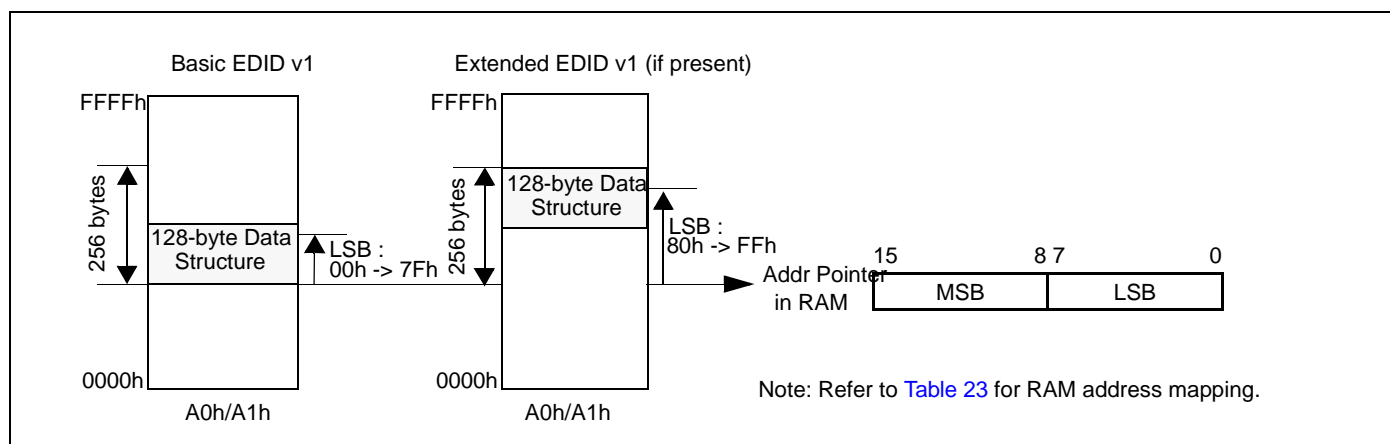 Basic EDID v1
Extended EDID v1 (if present)
FFFFh
FFFFh
256 bytes
128-byte Data
Structure
LSB :
00h -> 7Fh
256 bytes
128-byte Data
Structure
LSB :
80h -> FFh
Addr Pointer
in RAM
15 8 7 0
MSB LSB
0000h
0000h
A0h/A1h
A0h/A1h
Note: Refer to Table 23 for RAM address mapping.